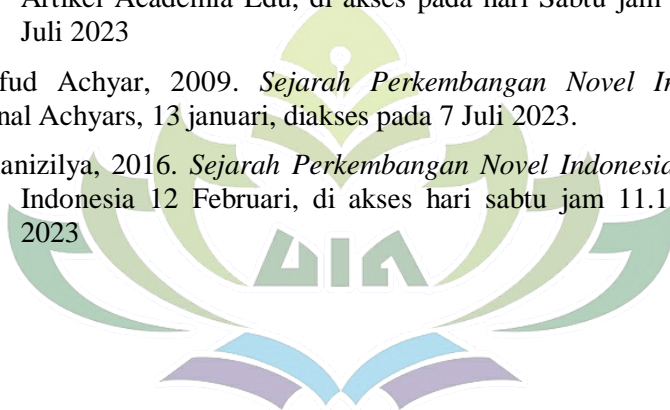 Artikel Academia Edu, di akses pada hari Sabtu jam
Juli 2023
fud Achyar, 2009. Sejarah Perkembangan Novel In
nal Achyars, 13 januari, diakses pada 7 Juli 2023.
anizilya, 2016. Sejarah Perkembangan Novel Indonesia
Indonesia 12 Februari, di akses hari sabtu jam 11.1
2023
UIN